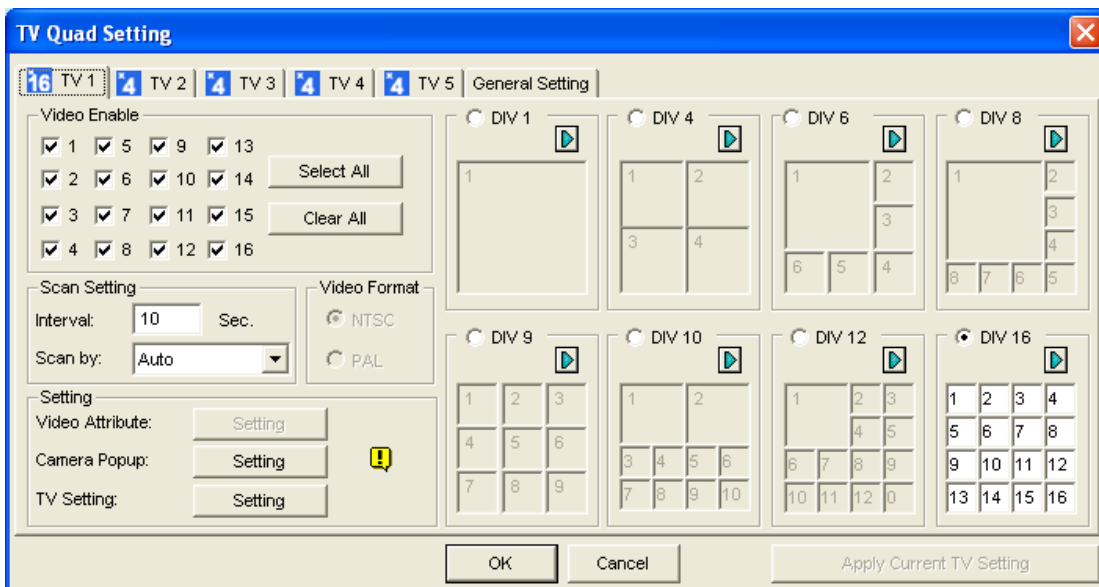 TV Quad Setting
16 TV 1 4 TV 2 4 TV 3 4 TV 4 4 TV 5 General Setting
Video Enable
1 5 9 13
2 6 10 14
3 7 11 15
4 8 12 16
Select All
Clear All
Scan Setting
Interval: 10 Sec.
Scan by: Auto
Video Format
NTSC
PAL
Setting
Video Attribute: Setting
Camera Popup: Setting
TV Setting: Setting
DIV 1
1
DIV 4
1 2
3 4
DIV 6
1 2
3
6 5 4
DIV 8
1 2
3
4
8 7 6 5
DIV 9
1 2 3
4 5 6
7 8 9
DIV 10
1 2
3 4 5 6
7 8 9 10
DIV 12
1 2 3
4 5
6 7 8 9
10 11 12 0
DIV 16
1 2 3 4
5 6 7 8
9 10 11 12
13 14 15 16
OK Cancel Apply Current TV Setting